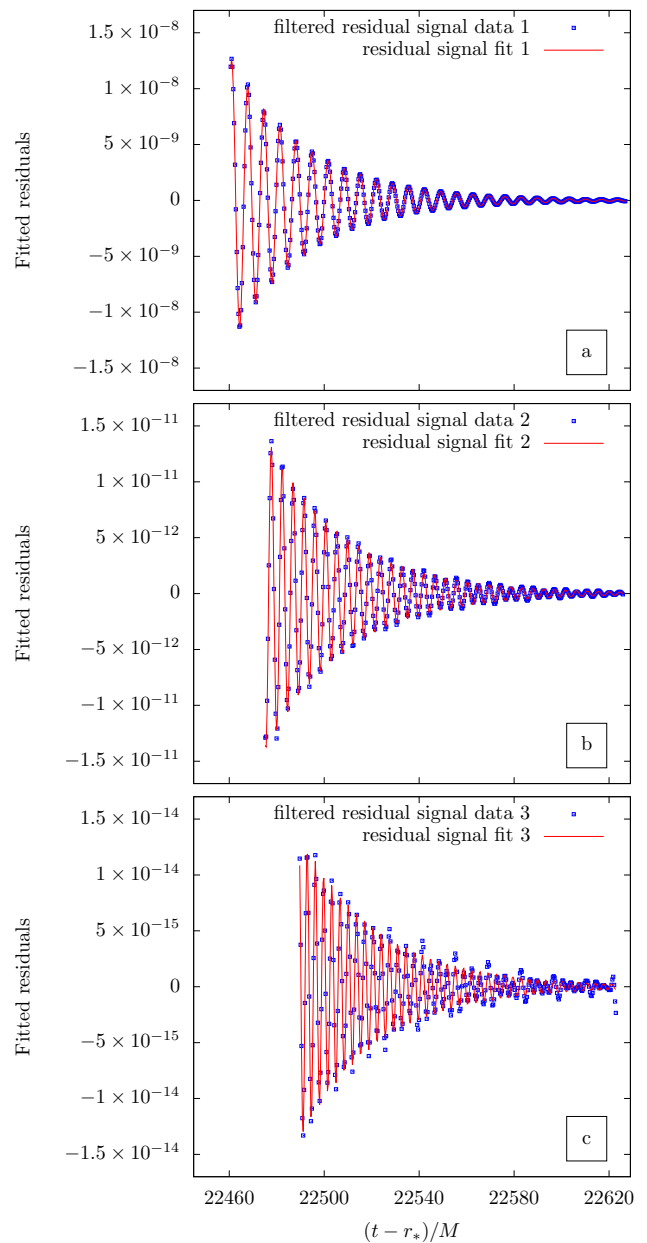 1.5 × 10⁻⁸
filtered residual signal data 1
residual signal fit 1
1 × 10⁻⁸
5 × 10⁻⁹
0
−5 × 10⁻⁹
−1 × 10⁻⁸
−1.5 × 10⁻⁸
Fitted residuals
a
1.5 × 10⁻¹¹
filtered residual signal data 2
residual signal fit 2
1 × 10⁻¹¹
5 × 10⁻¹²
0
−5 × 10⁻¹²
−1 × 10⁻¹¹
−1.5 × 10⁻¹¹
Fitted residuals
b
1.5 × 10⁻¹⁴
filtered residual signal data 3
residual signal fit 3
1 × 10⁻¹⁴
5 × 10⁻¹⁵
0
−5 × 10⁻¹⁵
−1 × 10⁻¹⁴
−1.5 × 10⁻¹⁴
Fitted residuals
c
22460 22500 22540 22580 22620
(t − r∗)/M